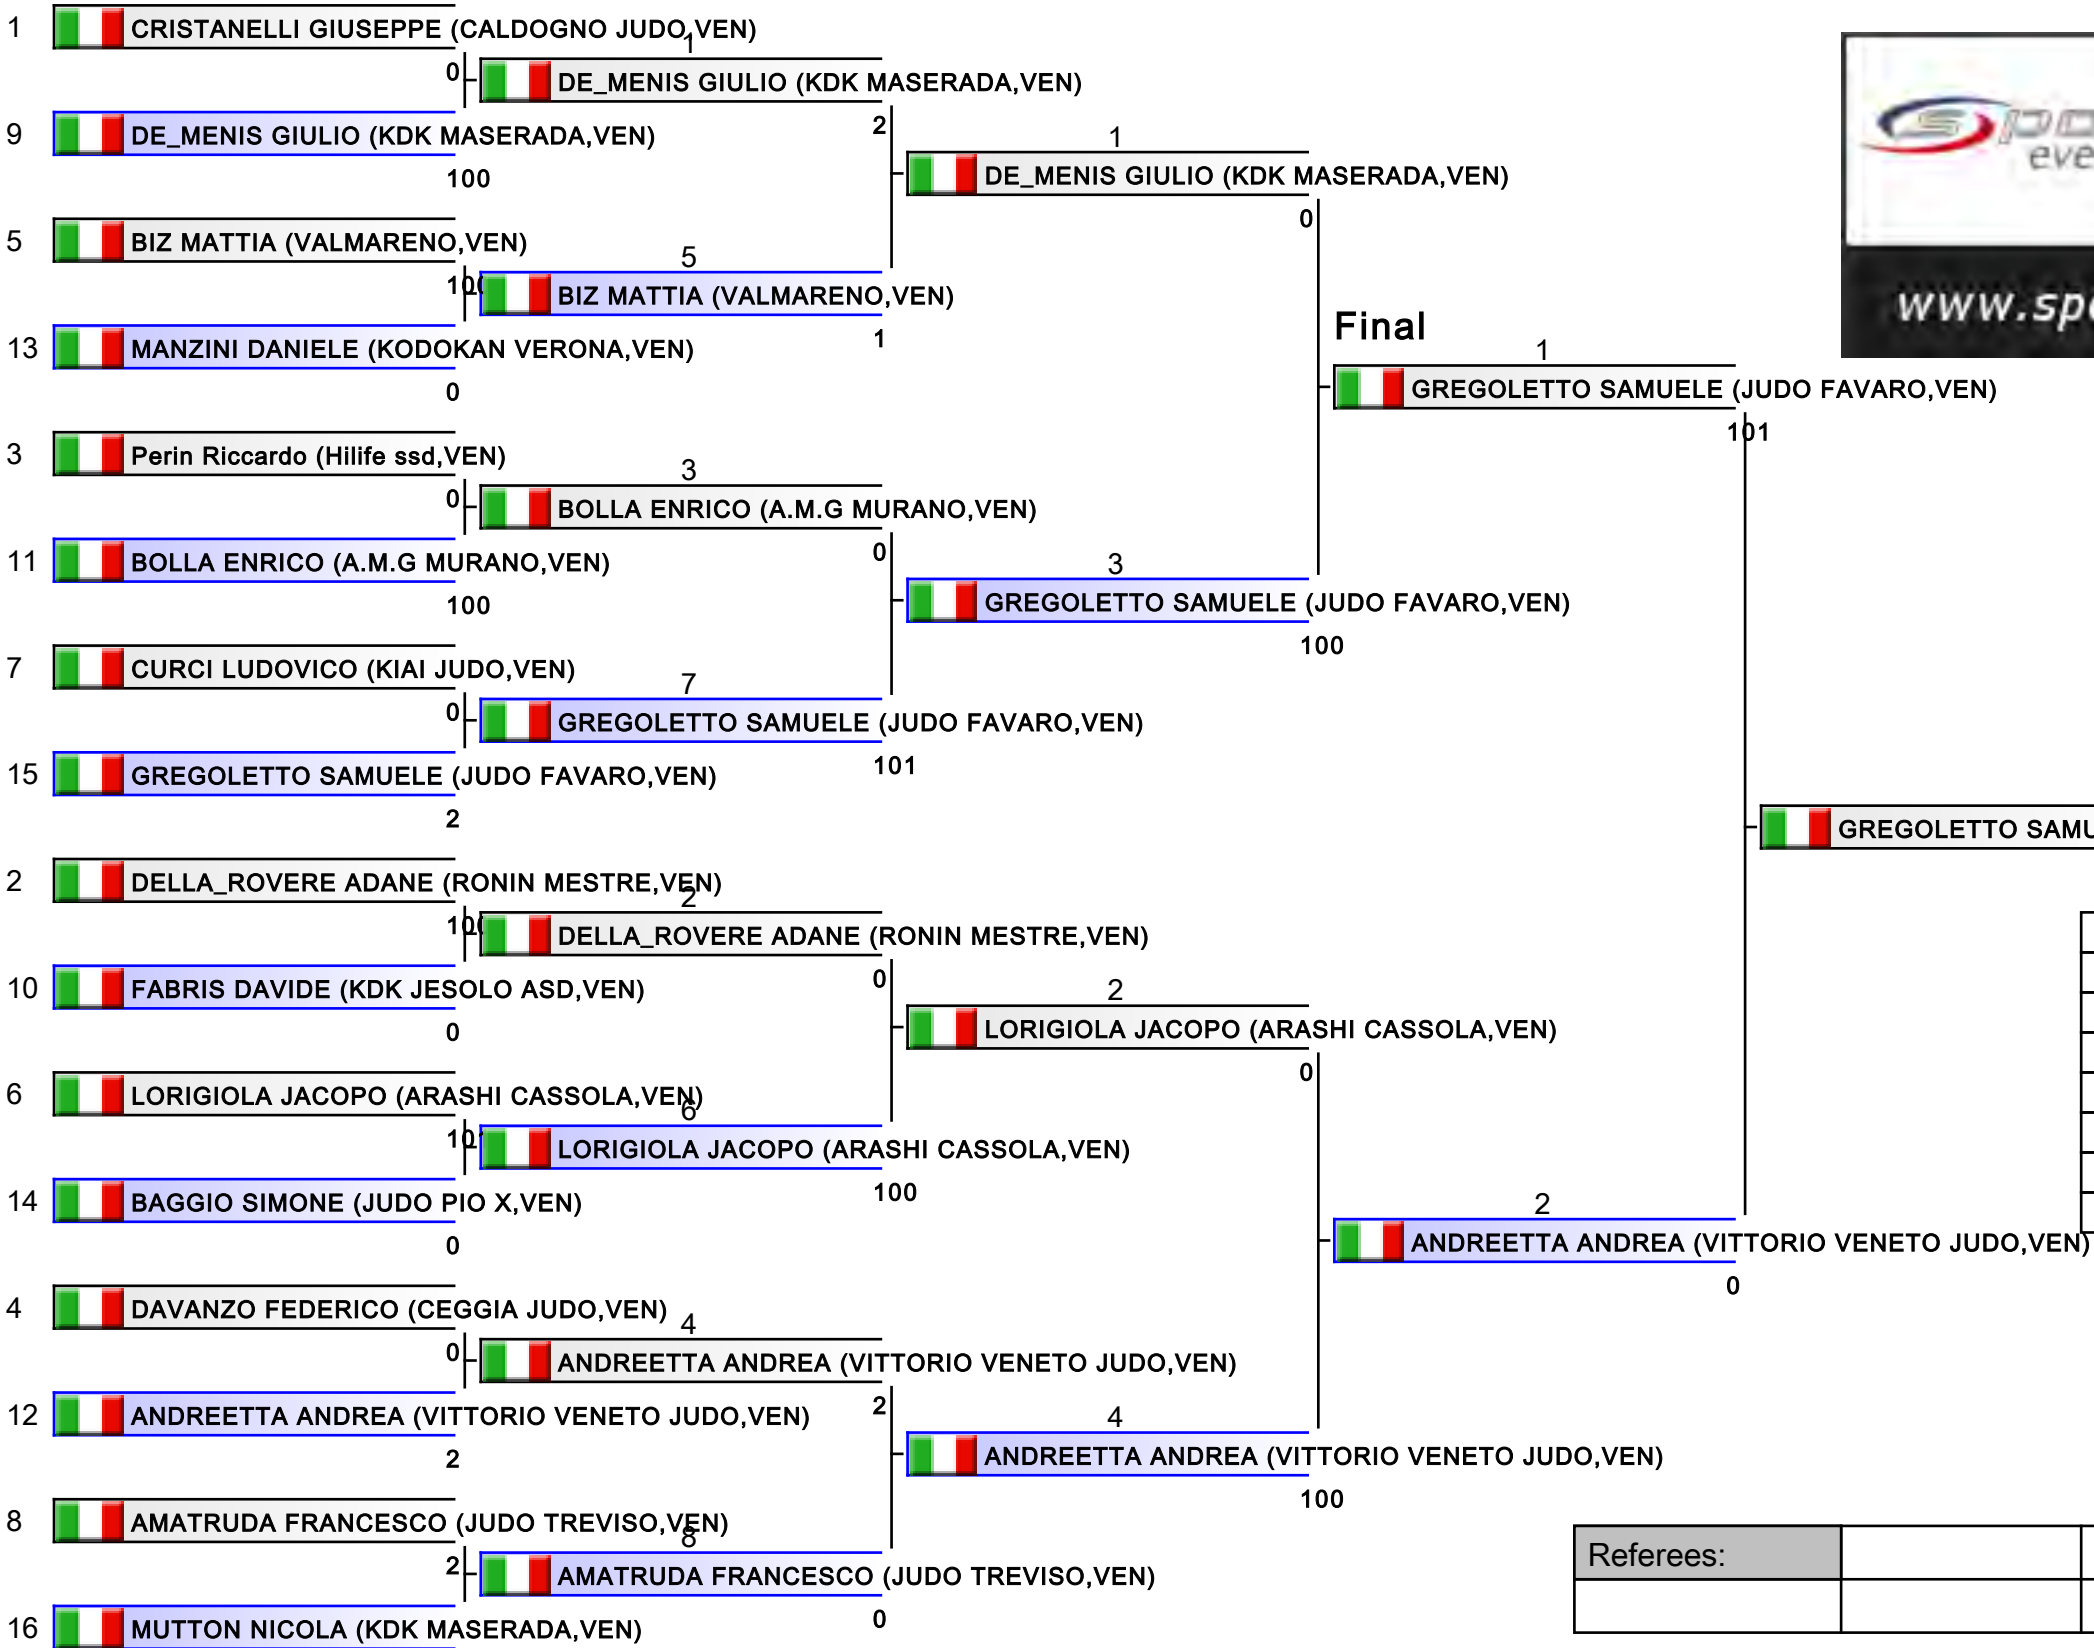 1 CRISTANELLI GIUSEPPE (CALDOGNO JUDO,VEN)
0
1
DE_MENIS GIULIO (KDK MASERADA,VEN)
9 DE_MENIS GIULIO (KDK MASERADA,VEN)
100
2
1
DE_MENIS GIULIO (KDK MASERADA,VEN)
0
5 BIZ MATTIA (VALMARENO,VEN)
5
BIZ MATTIA (VALMARENO,VEN)
1
13 MANZINI DANIELE (KODOKAN VERONA,VEN)
0
Final
1
GREGOLETTO SAMUELE (JUDO FAVARO,VEN)
101
3 Perin Riccardo (Hilife ssd,VEN)
0
3
BOLLA ENRICO (A.M.G MURANO,VEN)
0
11 BOLLA ENRICO (A.M.G MURANO,VEN)
100
3
GREGOLETTO SAMUELE (JUDO FAVARO,VEN)
100
7 CURCI LUDOVICO (KIAI JUDO,VEN)
0
7
GREGOLETTO SAMUELE (JUDO FAVARO,VEN)
101
15 GREGOLETTO SAMUELE (JUDO FAVARO,VEN)
2
GREGOLETTO
2 DELLA_ROVERE ADANE (RONIN MESTRE,VEN)
2
DELLA_ROVERE ADANE (RONIN MESTRE,VEN)
0
10 FABRIS DAVIDE (KDK JESOLO ASD,VEN)
0
2
LORIGIOLA JACOPO (ARASHI CASSOLA,VEN)
0
6 LORIGIOLA JACOPO (ARASHI CASSOLA,VEN)
6
LORIGIOLA JACOPO (ARASHI CASSOLA,VEN)
100
14 BAGGIO SIMONE (JUDO PIO X,VEN)
0
2
ANDREETTA ANDREA (VITTORIO VENETO JUDO,VEN)
0
4 DAVANZO FEDERICO (CEGGIA JUDO,VEN)
0
4
ANDREETTA ANDREA (VITTORIO VENETO JUDO,VEN)
2
12 ANDREETTA ANDREA (VITTORIO VENETO JUDO,VEN)
2
4
ANDREETTA ANDREA (VITTORIO VENETO JUDO,VEN)
100
8 AMATRUDA FRANCESCO (JUDO TREVISO,VEN)
2
8
AMATRUDA FRANCESCO (JUDO TREVISO,VEN)
0
16 MUTTON NICOLA (KDK MASERADA,VEN)
Referees: